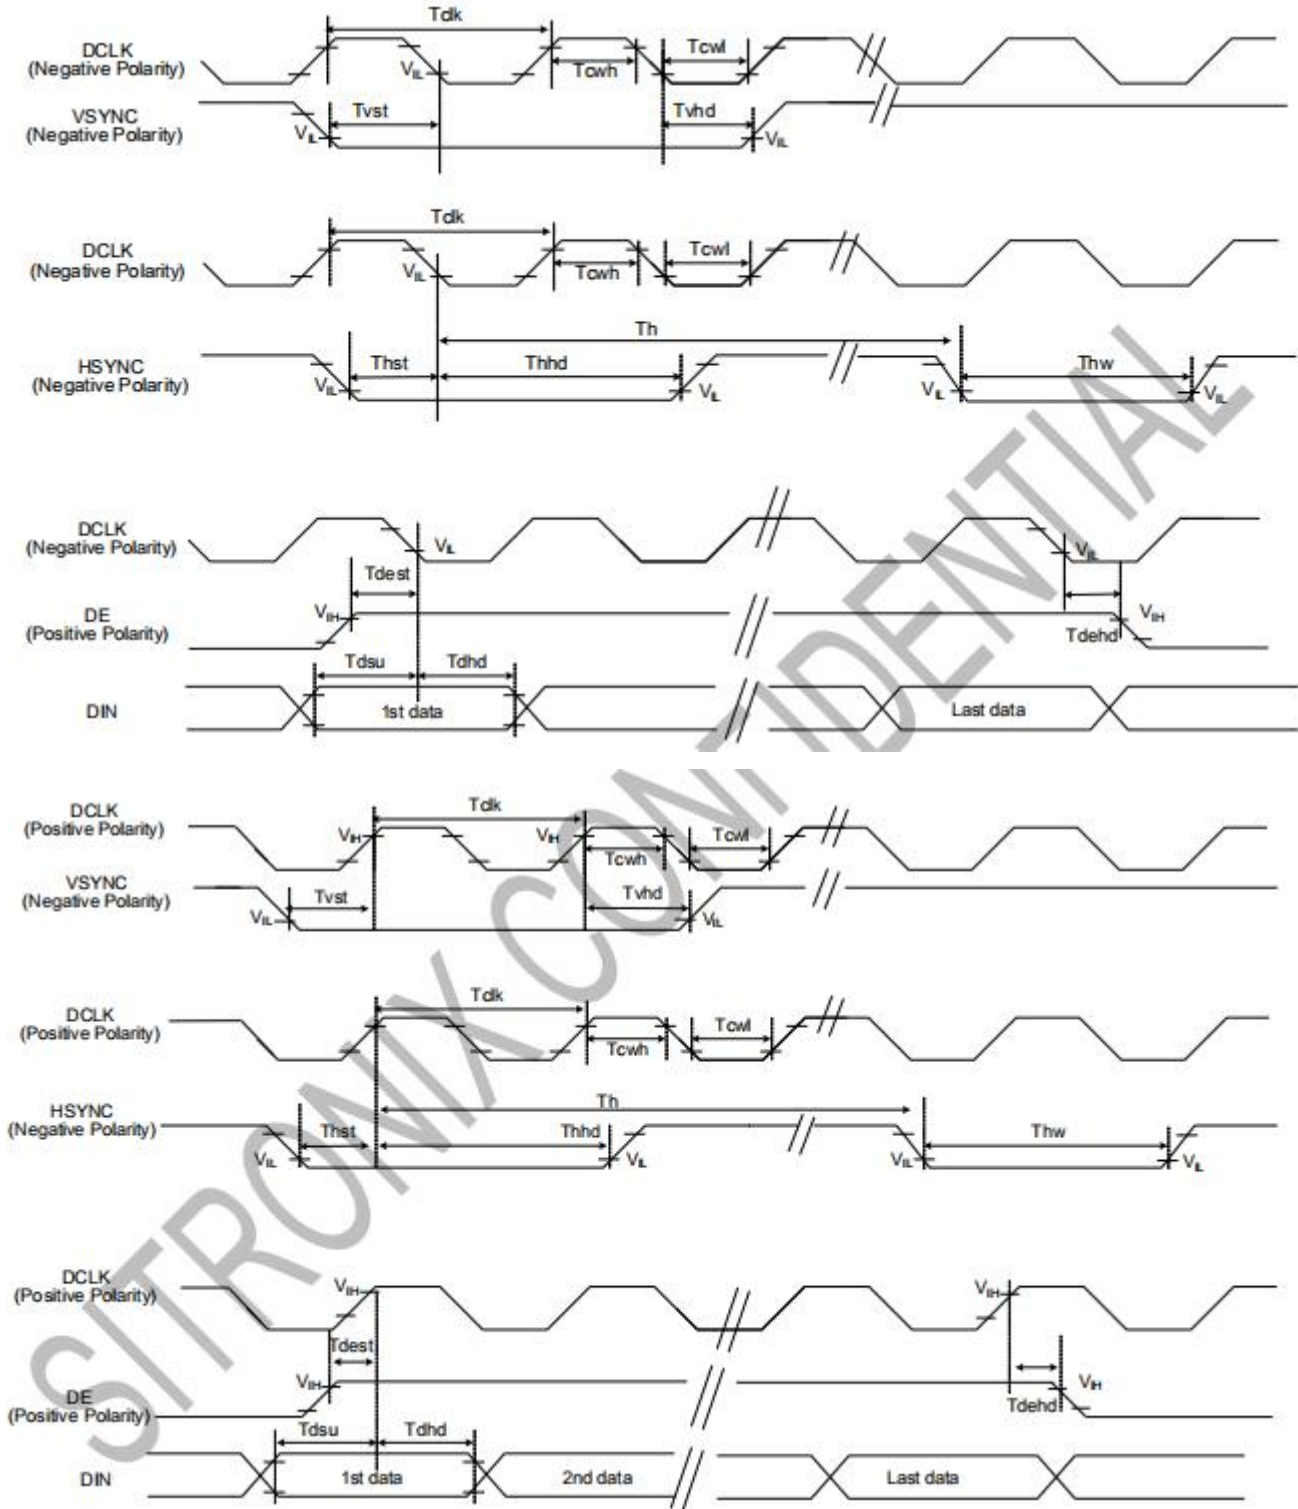 Tclk
DCLK
(Negative Polarity)
VIL
Tcwh
Tcwl
VSYNC
(Negative Polarity)
VIL
Tvst
Tvhd
VIL
Tclk
DCLK
(Negative Polarity)
VIL
Tcwh
Tcwl
Th
HSYNC
(Negative Polarity)
VIL
Thst
Thhd
VIL
VIL
Thw
VIL
DCLK
(Negative Polarity)
VIL
VIL
Tdest
DE
(Positive Polarity)
VIH
VIH
Tdehd
Tdsu
Tdhd
DIN
1st data
Last data
DCLK
(Positive Polarity)
VIH
Tclk
VIH
Tcwh
Tcwl
VSYNC
(Negative Polarity)
VIL
Tvst
Tvhd
VIL
DCLK
(Positive Polarity)
Tclk
Tcwh
Tcwl
Th
HSYNC
(Negative Polarity)
VIL
Thst
Thhd
VIL
VIL
Thw
VIL
DCLK
(Positive Polarity)
VIH
VIH
Tdest
DE
(Positive Polarity)
VIH
VIH
Tdehd
Tdsu
Tdhd
DIN
1st data
2nd data
Last data
SITRONIX CONFIDENTIAL